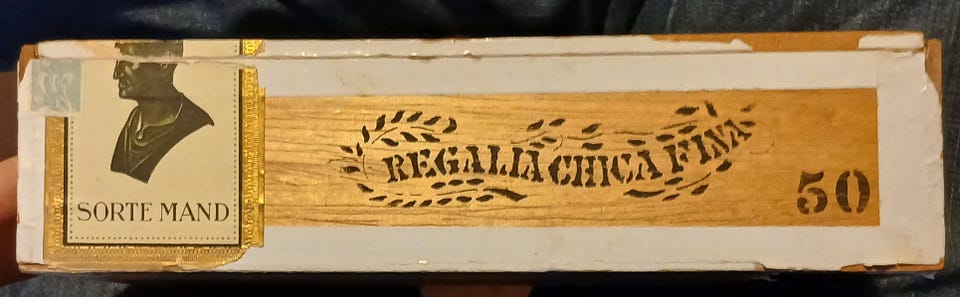 SORTE MAND
REGALIA CHICA FINA
50